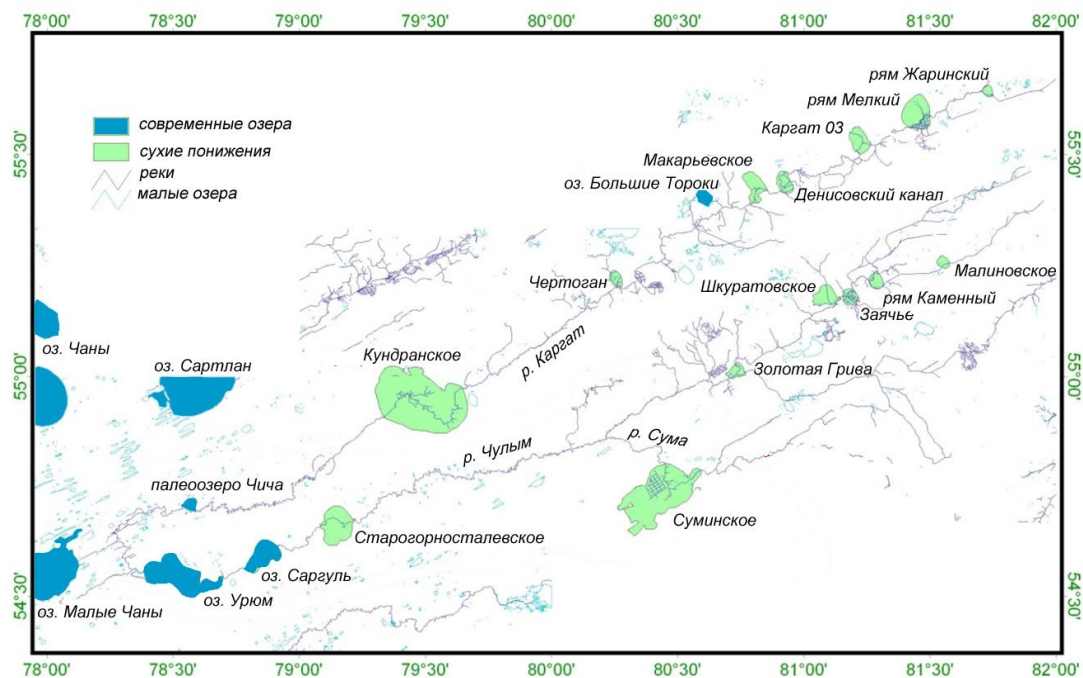 78°00' 78°30' 79°00' 79°30' 80°00' 80°30' 81°00' 81°30' 82°00'
рям Жаринский
рям Мелкий
современные озера
Каргат 03
55°30' 55°30'
сухие понижения
Макарьевское
реки
оз. Большие Тороки
малые озера
Денисовский канал
Малиновское
Чертоган
Шкуратовское
рям Каменный
Заячье
оз. Чаны
Кундранское
р. Каргат
оз. Сартлан
Золотая Грива
55°00' 55°00'
р. Сума
р. Чулым
палеоозеро Чича
Суминское
Старогорносталевское
оз. Саргуль
54°30' 54°30'
оз. Урюм
оз. Малые Чаны
78°00' 78°30' 79°00' 79°30' 80°00' 80°30' 81°00' 81°30' 82°00'